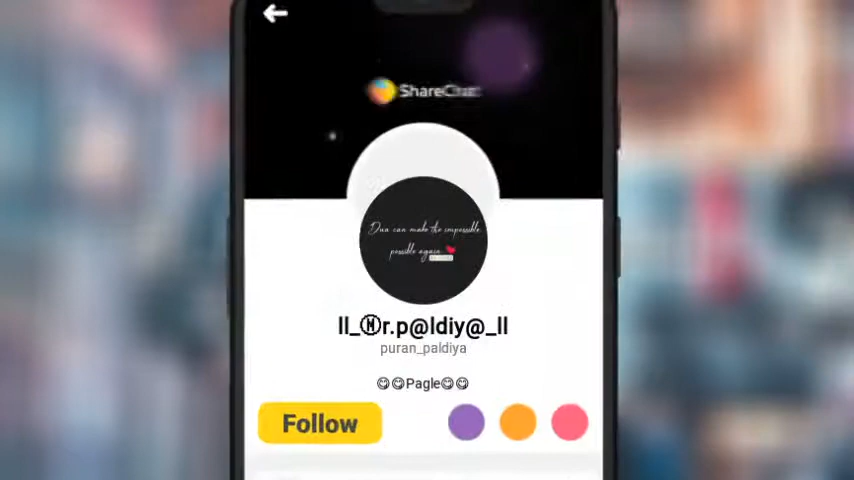 ShareChat
Dua can make the impossible
possible again ❤
ll_Ⓜr.p@ldiy@_ll
puran_paldiya
😋😋Pagle😋😋
Follow